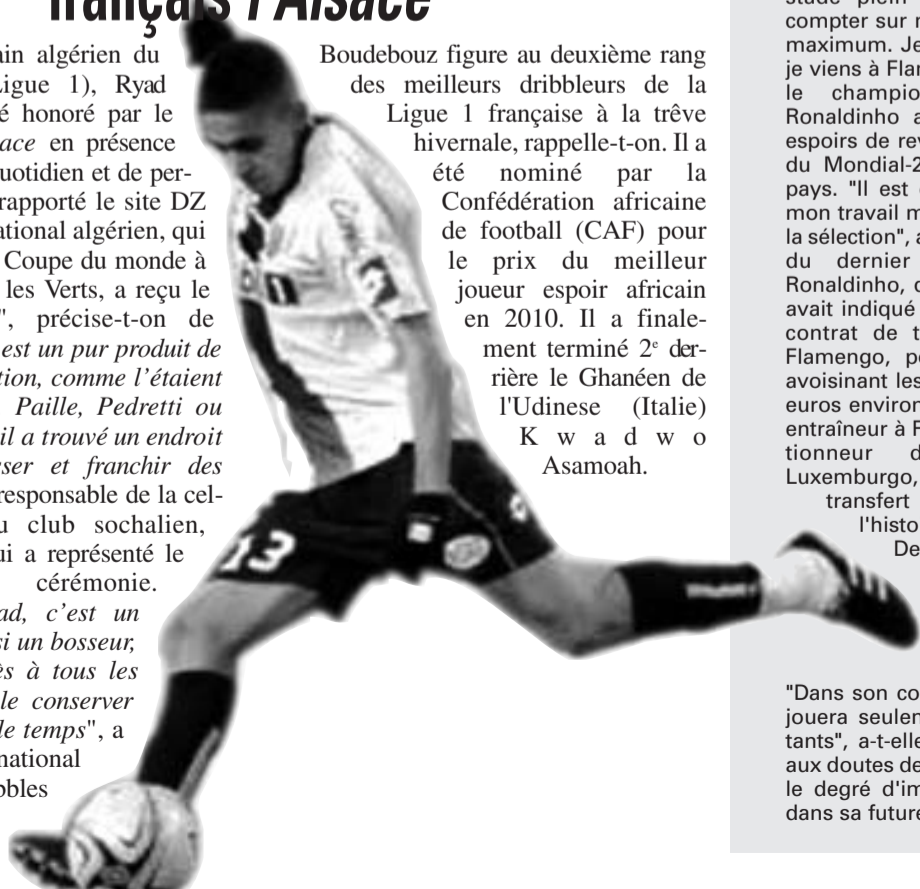 français l'Alsace
ain algérien du
Ligue 1), Ryad
é honoré par le
ace en présence
uotidien et de per-
rapporté le site DZ
ational algérien, qui
Coupe du monde à
les Verts, a reçu le
", précise-t-on de
est un pur produit de
tion, comme l'étaient
Paille, Pedretti ou
il a trouvé un endroit
sser et franchir des
responsable de la cel-
u club sochalien,
ui a représenté le
cérémonie.
ad, c'est un
si un bosseur,
ès à tous les
le conserver
le temps", a
national
bbles
Boudebouz figure au deuxième rang
des meilleurs dribbleurs de la
Ligue 1 française à la trêve
hivernale, rappelle-t-on. Il a
été nominé par la
Confédération africaine
de football (CAF) pour
le prix du meilleur
joueur espoir africain
en 2010. Il a finale-
ment terminé 2e der-
rière le Ghanéen de
l'Udinese (Italie)
K w a d w o
Asamoah.
13
stade plein
compter sur
maximum. Je
je viens à Flam
le champio
Ronaldinho a
espoirs de rev
du Mondial-2
pays. "Il est
mon travail m
la sélection", a
du dernier
Ronaldinho, d
avait indiqué
contrat de t
Flamengo, p
avoisinant les
euros environ
entraîneur à F
tionneur d
Luxemburgo,
transfert
l'histo
De
"Dans son co
jouera seulem
tants", a-t-elle
aux doutes de
le degré d'im
dans sa future